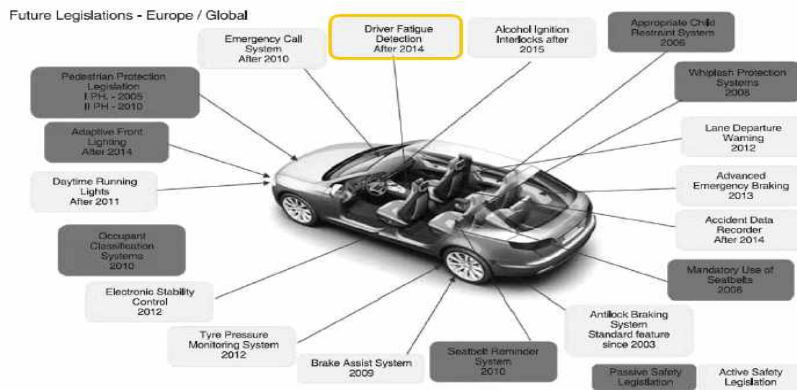 Future Legislations - Europe / Global
Emergency Call
System
After 2010
Driver Fatigue
Detection
After 2014
Alcohol Ignition
Interlocks after
2015
Appropriate Child
Restraint System
2006
Pedestrian Protection
Legislation
I PH. - 2005
II PH - 2010
Whiplash Protection
Systems
2008
Adaptive Front
Lighting
After 2014
Lane Departure
Warning
2012
Daytime Running
Lights
After 2011
Advanced
Emergency Braking
2013
Accident Data
Recorder
After 2014
Occupant
Classification
Systems
2010
Mandatory Use of
Seatbelts
2006
Electronic Stability
Control
2012
Antilock Braking
System
Standard feature
since 2003
Tyre Pressure
Monitoring System
2012
Brake Assist System
2009
Seatbelt Reminder
System
2010
Passive Safety
Legislation
Active Safety
Legislation